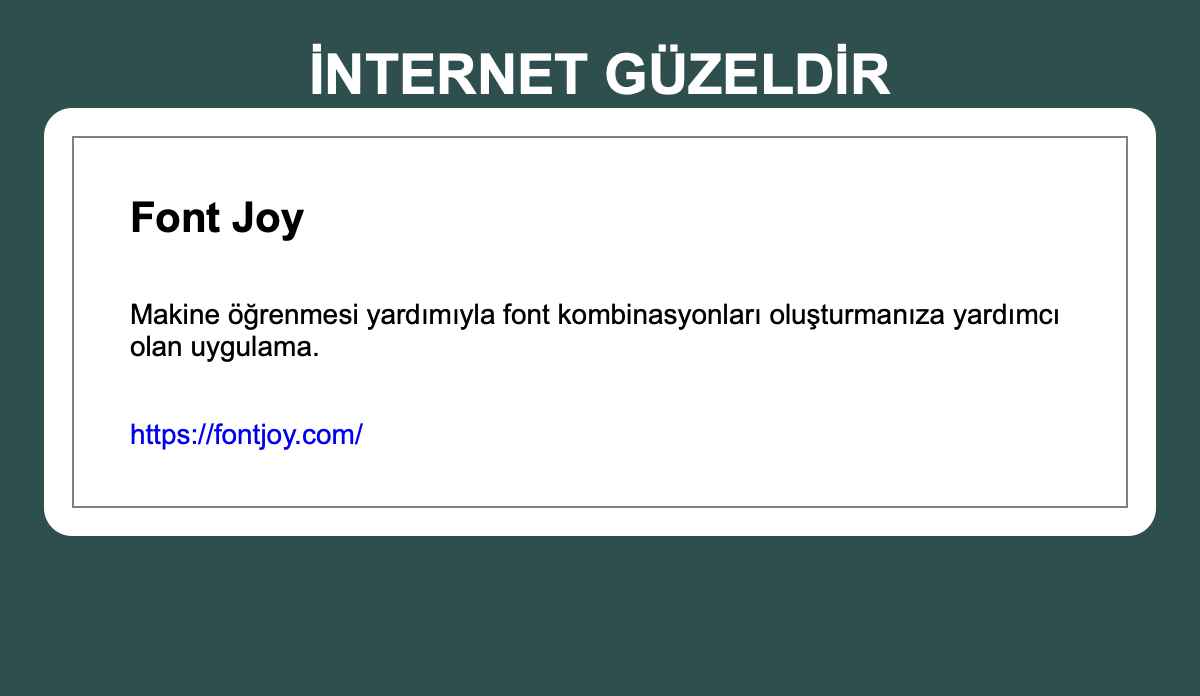 İNTERNET GÜZELDİR
Font Joy
Makine öğrenmesi yardımıyla font kombinasyonları oluşturmanıza yardımcı
olan uygulama.
https://fontjoy.com/